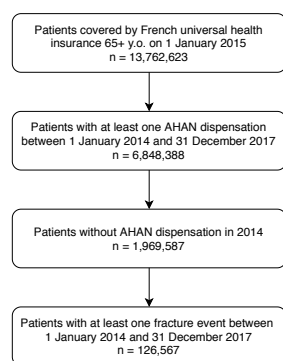 Patients covered by French universal health
insurance 65+ y.o. on 1 January 2015
n = 13,762,623
Patients with at least one AHAN dispensation
between 1 January 2014 and 31 December 2017
n = 6,848,388
Patients without AHAN dispensation in 2014
n = 1,969,587
Patients with at least one fracture event between
1 January 2014 and 31 December 2017
n = 126,567